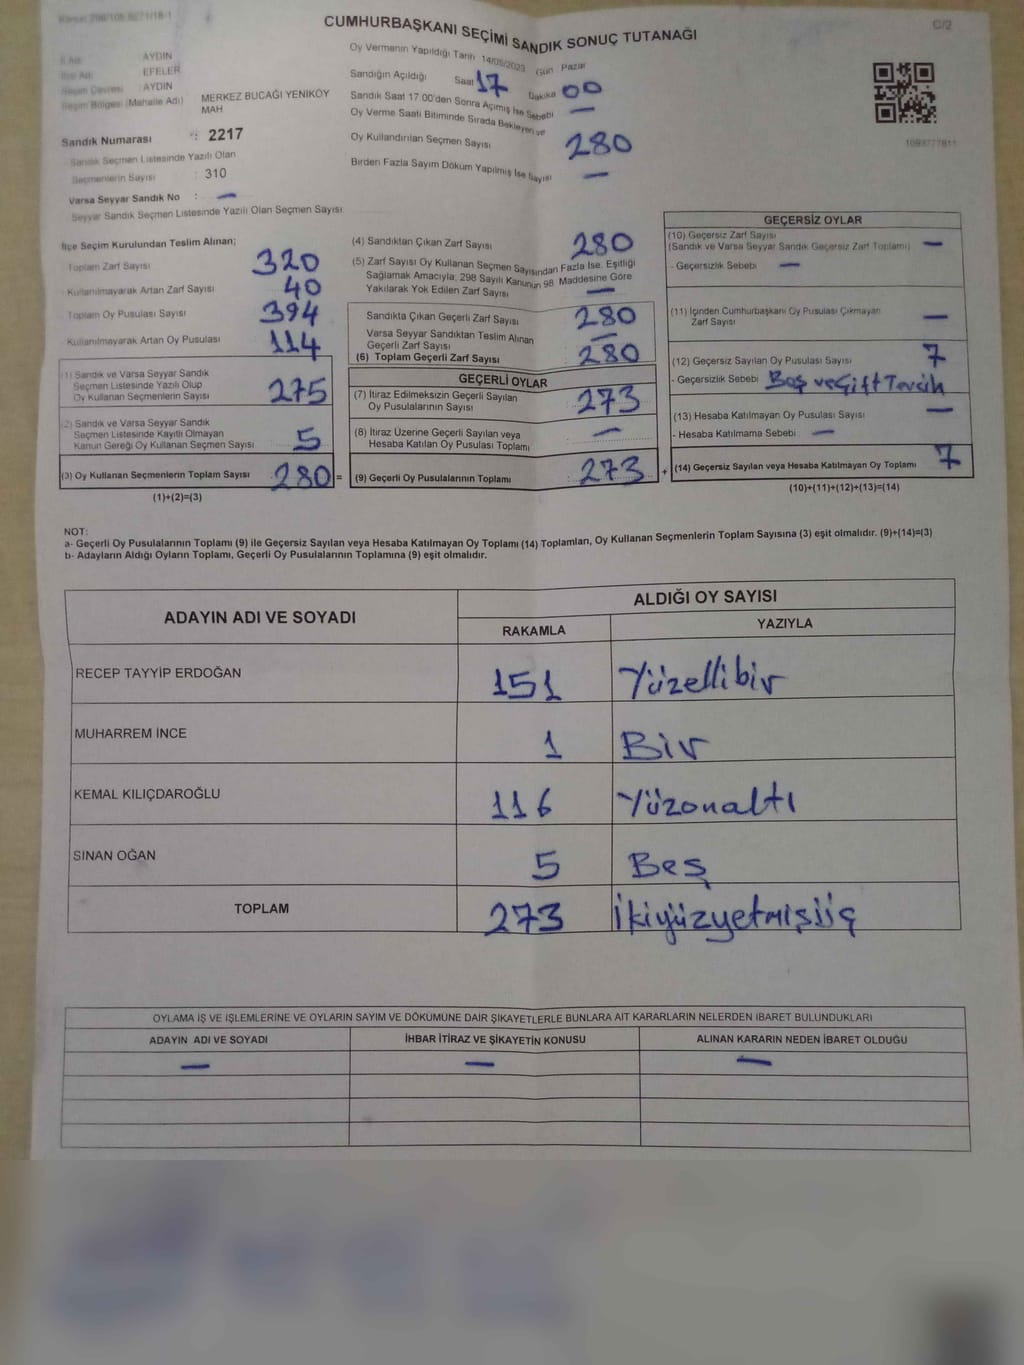 CUMHURBAŞKANI SEÇİMİ SANDIK SONUÇ TUTANAĞI
C/2
AYDIN
EFELER
AYDIN
Seçim Bölgesi (Mahalle Adı) MERKEZ BUCAĞI YENİKÖY
MAH
Sandık Numarası : 2217
Sandık Seçmen Listesinde Yazılı Olan
Seçmenlerin Sayısı : 310
Varsa Seyyar Sandık No : —
Seyyar Sandık Seçmen Listesinde Yazılı Olan Seçmen Sayısı:
Oy Vermenin Yapıldığı Tarih 14/05/2023 Gün Pazar
Sandığın Açıldığı Saat 17 Dakika 00
Sandık Saat 17.00'den Sonra Açımış İse Sebebi —
Oy Verme Saati Bitiminde Sırada Bekleyen ve
Oy Kullandırılan Seçmen Sayısı 280
Birden Fazla Sayım Döküm Yapılmış İse Sayısı —
1093777811
İlçe Seçim Kurulundan Teslim Alınan;
Toplam Zarf Sayısı 320
- Kullanılmayarak Artan Zarf Sayısı 40
Toplam Oy Pusulası Sayısı 394
- Kullanılmayarak Artan Oy Pusulası 114
(1) Sandık ve Varsa Seyyar Sandık
Seçmen Listesinde Yazılı Olup
Oy Kullanan Seçmenlerin Sayısı 275
(2) Sandık ve Varsa Seyyar Sandık
Seçmen Listesinde Kayıtlı Olmayan
Kanun Gereği Oy Kullanan Seçmen Sayısı 5
(3) Oy Kullanan Seçmenlerin Toplam Sayısı : 280 =
(1)+(2)=(3)
(4) Sandıktan Çıkan Zarf Sayısı 280
(5) Zarf Sayısı Oy Kullanan Seçmen Sayısından Fazla İse, Eşitliği
Sağlamak Amacıyla; 298 Sayılı Kanunun 98. Maddesine Göre
Yakılarak Yok Edilen Zarf Sayısı —
Sandıkta Çıkan Geçerli Zarf Sayısı 280
Varsa Seyyar Sandıktan Teslim Alınan
Geçerli Zarf Sayısı —
(6) Toplam Geçerli Zarf Sayısı 280
GEÇERLİ OYLAR
(7) İtiraz Edilmeksizin Geçerli Sayılan
Oy Pusulalarının Sayısı 273
(8) İtiraz Üzerine Geçerli Sayılan veya
Hesaba Katılan Oy Pusulası Toplamı —
(9) Geçerli Oy Pusulalarının Toplamı : 273 +
GEÇERSİZ OYLAR
(10) Geçersiz Zarf Sayısı
(Sandık ve Varsa Seyyar Sandık Geçersiz Zarf Toplamı) —
- Geçersizlik Sebebi —
(11) İçinden Cumhurbaşkanı Oy Pusulası Çıkmayan
Zarf Sayısı —
(12) Geçersiz Sayılan Oy Pusulası Sayısı 7
- Geçersizlik Sebebi Boş ve Çift Tercih
(13) Hesaba Katılmayan Oy Pusulası Sayısı —
- Hesaba Katılmama Sebebi —
(14) Geçersiz Sayılan veya Hesaba Katılmayan Oy Toplamı 7
(10)+(11)+(12)+(13)=(14)
NOT:
a- Geçerli Oy Pusulalarının Toplamı (9) ile Geçersiz Sayılan veya Hesaba Katılmayan Oy Toplamı (14) Toplamları, Oy Kullanan Seçmenlerin Toplam Sayısına (3) eşit olmalıdır. (9)+(14)=(3)
b- Adayların Aldığı Oyların Toplamı, Geçerli Oy Pusulalarının Toplamına (9) eşit olmalıdır.
ADAYIN ADI VE SOYADI
ALDIĞI OY SAYISI
RAKAMLA YAZIYLA
RECEP TAYYİP ERDOĞAN 151 Yüzellibir
MUHARREM İNCE 1 Bir
KEMAL KILIÇDAROĞLU 116 Yüzonaltı
SİNAN OĞAN 5 Beş
TOPLAM 273 İkiyüzyetmişüç
OYLAMA İŞ VE İŞLEMLERİNE VE OYLARIN SAYIM VE DÖKÜMÜNE DAİR ŞİKAYETLERLE BUNLARA AİT KARARLARIN NELERDEN İBARET BULUNDUKLARI
ADAYIN ADI VE SOYADI İHBAR İTİRAZ VE ŞİKAYETİN KONUSU ALINAN KARARIN NEDEN İBARET OLDUĞU
— — —